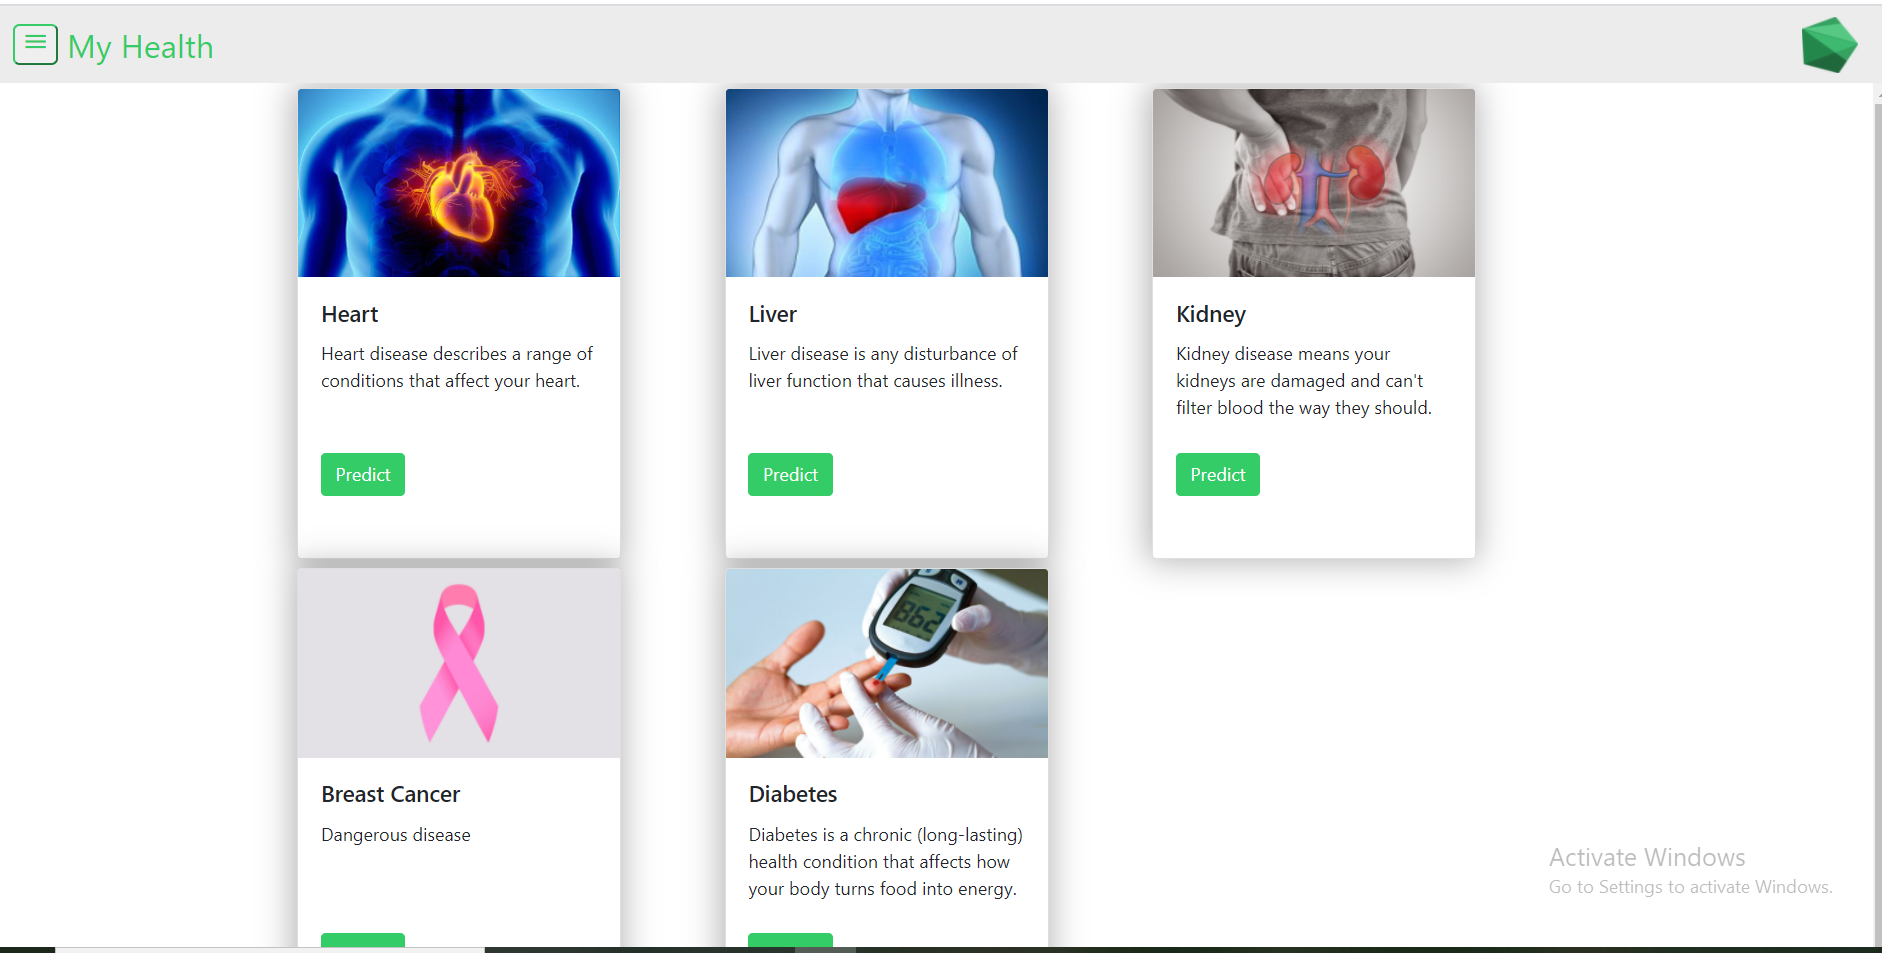 My Health
Heart
Heart disease describes a range of
conditions that affect your heart.
Predict
Liver
Liver disease is any disturbance of
liver function that causes illness.
Predict
Kidney
Kidney disease means your
kidneys are damaged and can't
filter blood the way they should.
Predict
Breast Cancer
Dangerous disease
862
Diabetes
Diabetes is a chronic (long-lasting)
health condition that affects how
your body turns food into energy.
Activate Windows
Go to Settings to activate Windows.